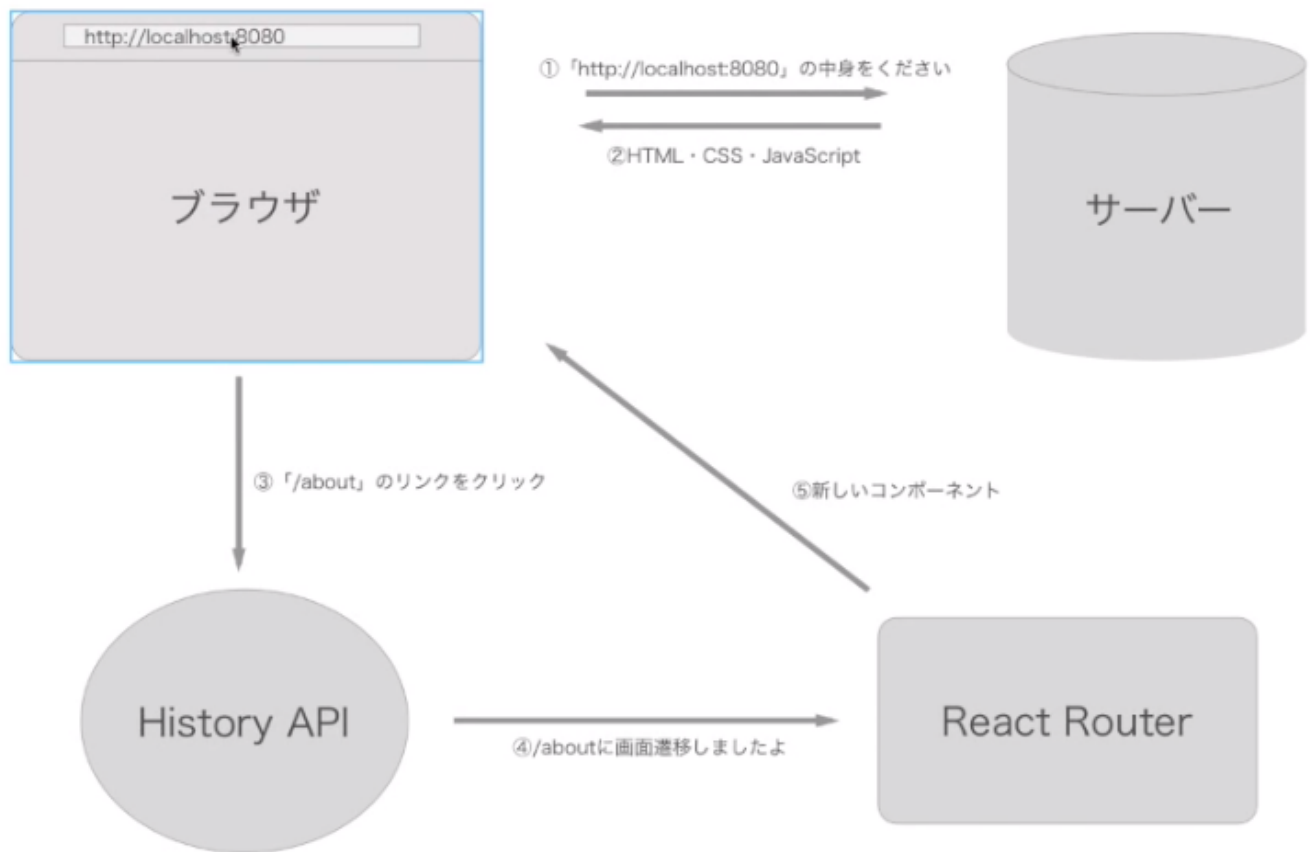 http://localhost:8080
①「http://localhost:8080」の中身をください
②HTML・CSS・JavaScript
ブラウザ
サーバー
③「/about」のリンクをクリック
⑤新しいコンポーネント
History API
④/aboutに画面遷移しましたよ
React Router